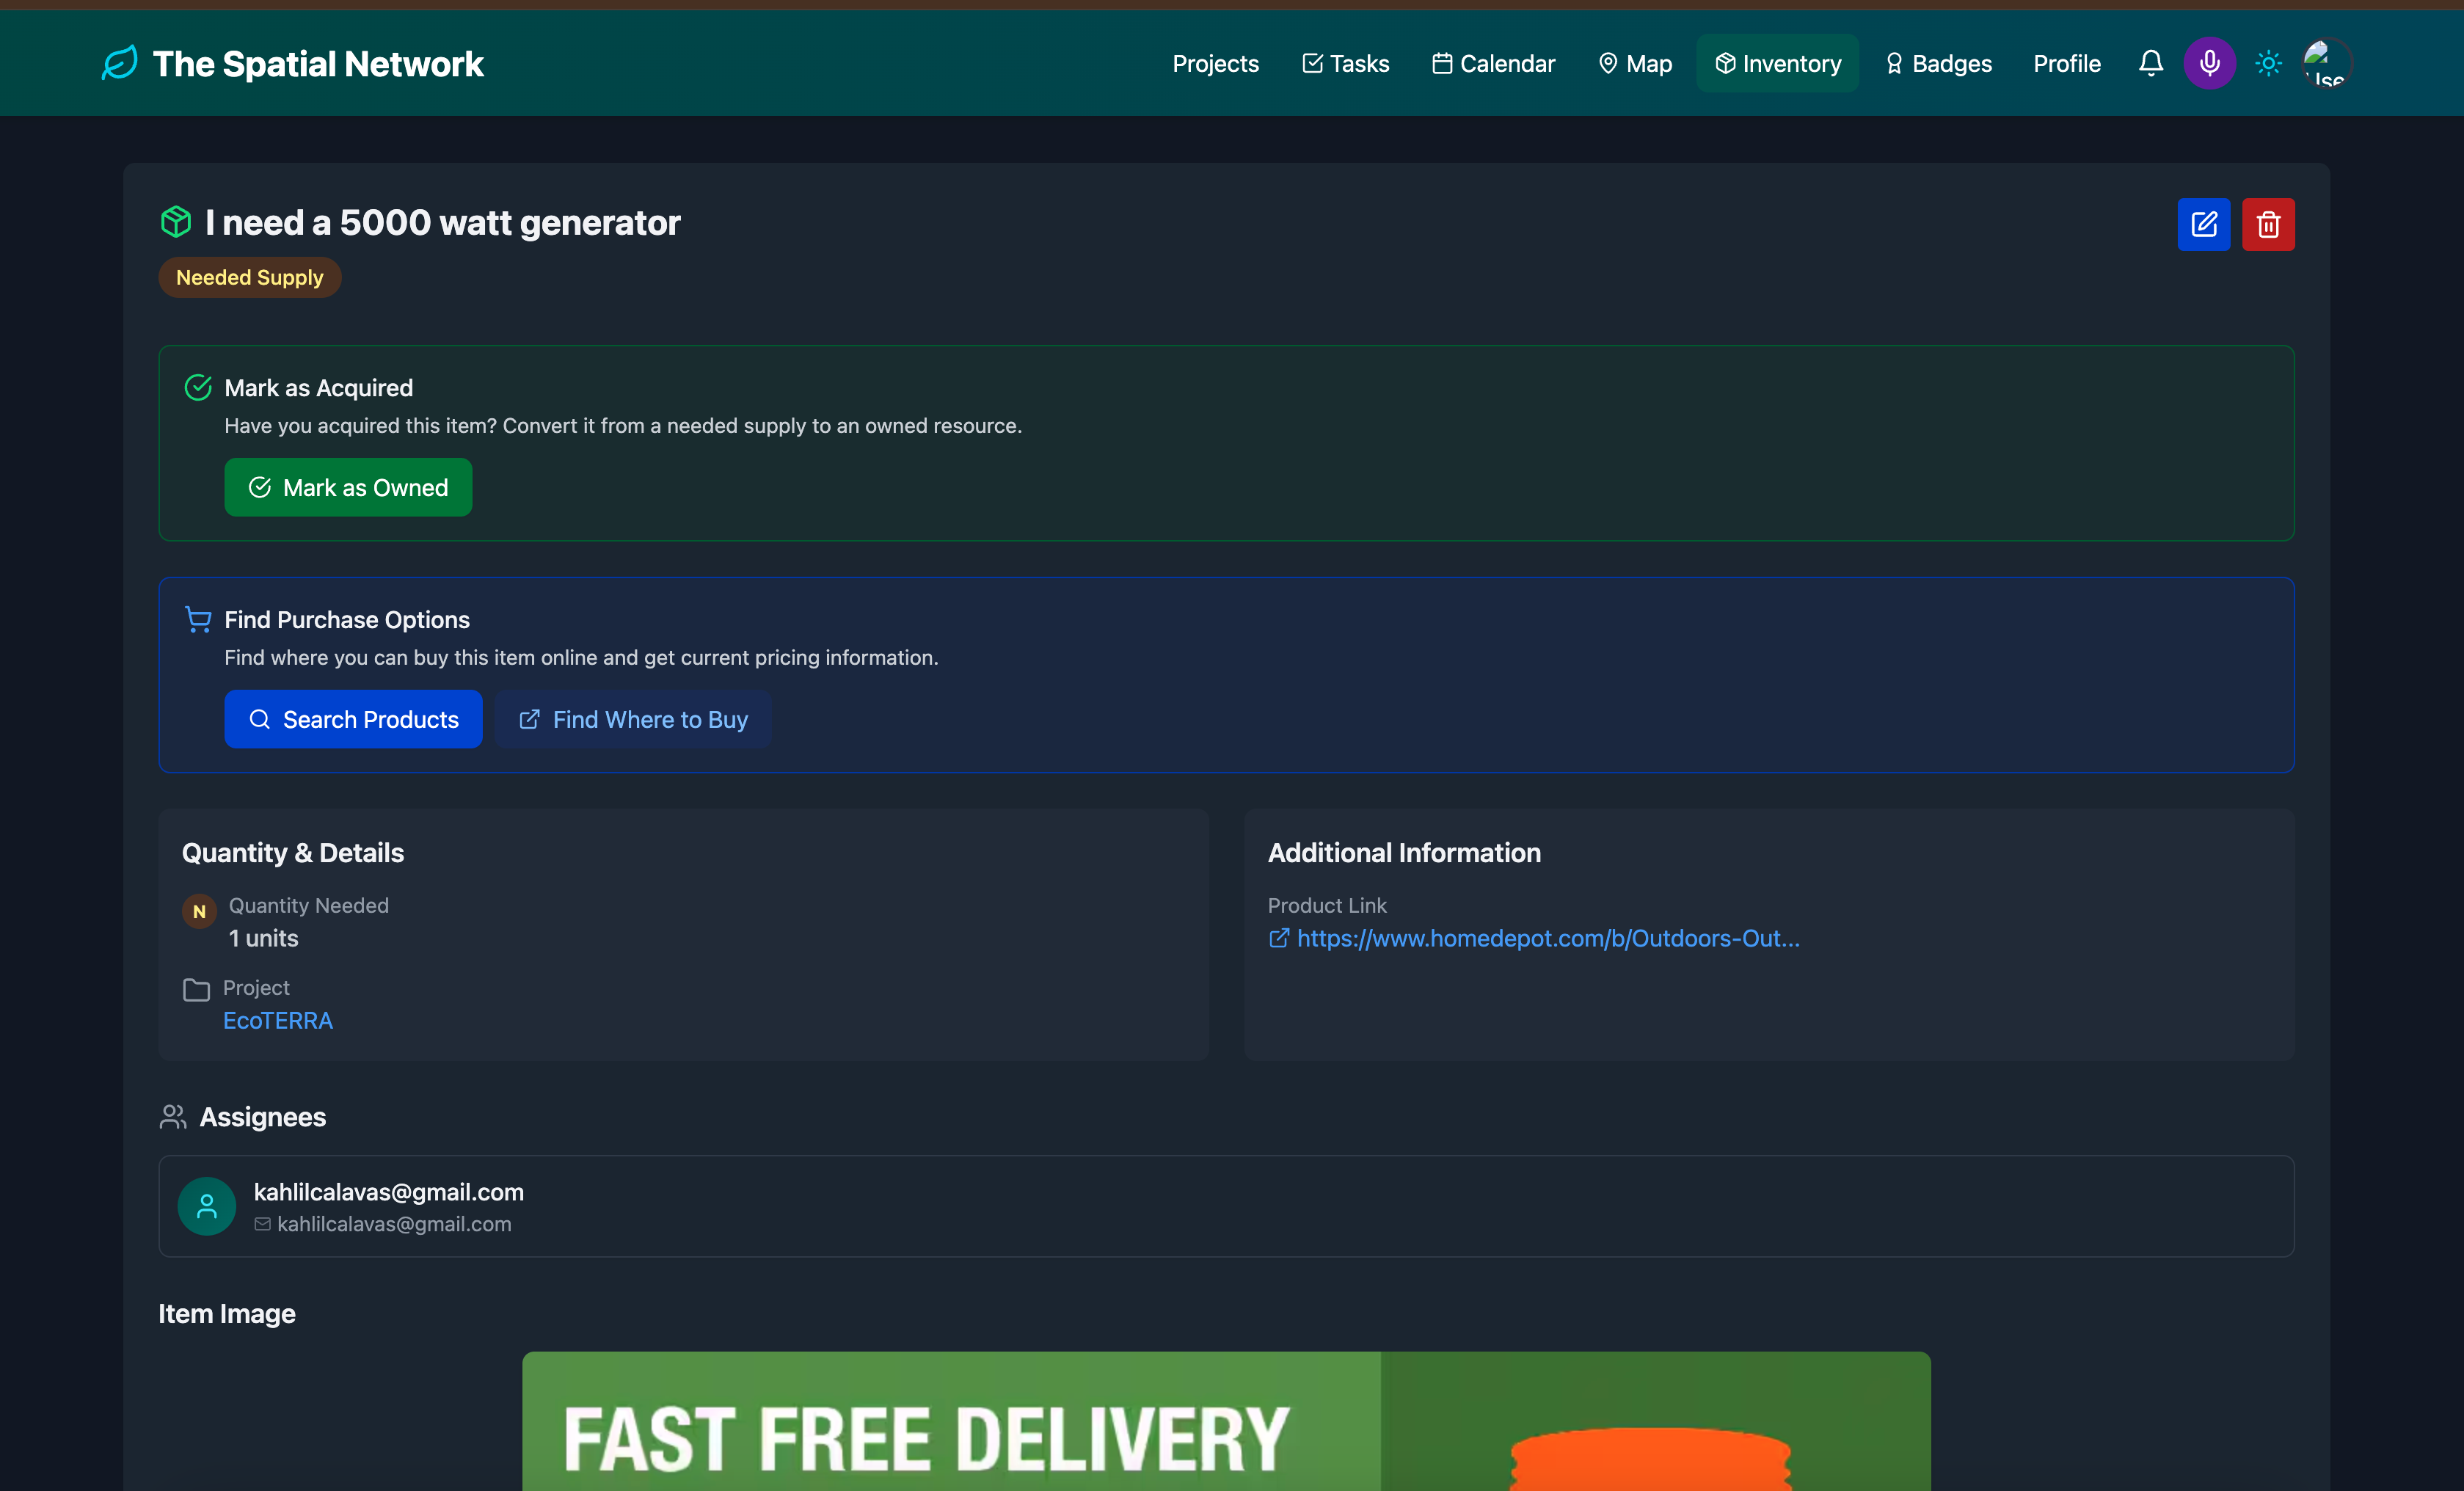 The Spatial Network
Projects
Tasks
Calendar
Map
Inventory
Badges
Profile
I need a 5000 watt generator
Needed Supply
Mark as Acquired
Have you acquired this item? Convert it from a needed supply to an owned resource.
Mark as Owned
Find Purchase Options
Find where you can buy this item online and get current pricing information.
Search Products
Find Where to Buy
Quantity & Details
N
Quantity Needed
1 units
Project
EcoTERRA
Additional Information
Product Link
https://www.homedepot.com/b/Outdoors-Out...
Assignees
kahlilcalavas@gmail.com
kahlilcalavas@gmail.com
Item Image
FAST FREE DELIVERY